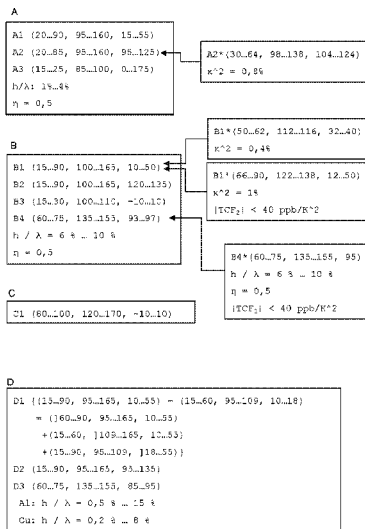 A
A1 (20…90, 95…160, 15…55)
A2 (20…85, 95…160, 95…125)
A3 (15…25, 85…100, 0…175)
h/λ: 1%…4%
η = 0,5
A2*(30…64, 98…138, 104…124)
κ^2 = 0,8%
B1*(50…62, 112…116, 32…40)
κ^2 = 0,4%
B
B1 (15…90, 100…165, 10…50)
B2 (15…90, 100…165, 120…135)
B3 (15…30, 100…110, -10…10)
B4 (60…75, 135…155, 93…97)
h / λ = 6 % … 10 %
η = 0,5
(66…90, 122…138, 12…50)
κ^2 = 1%
|TCF₂| < 40 ppb/K^2
B4*(60…75, 135…155, 95)
h / λ = 6 % … 10 %
η = 0,5
|TCF₂| < 40 ppb/K^2
C
C1 (80…100, 120…170, -10…10)
D
D1 {(15…90, 95…165, 10…55) - (15…60, 95…109, 10…18)
= (]60…90, 95…165, 10…55)
+(15…60, ]109…165, 10…55)
+(15…90, 95…109, ]18…55)}
D2 (15…90, 95…165, 93…135)
D3 (60…75, 135…155, 85…95)
Al: h / λ = 0,5 % … 15 %
Cu: h / λ = 0,2 % … 8 %